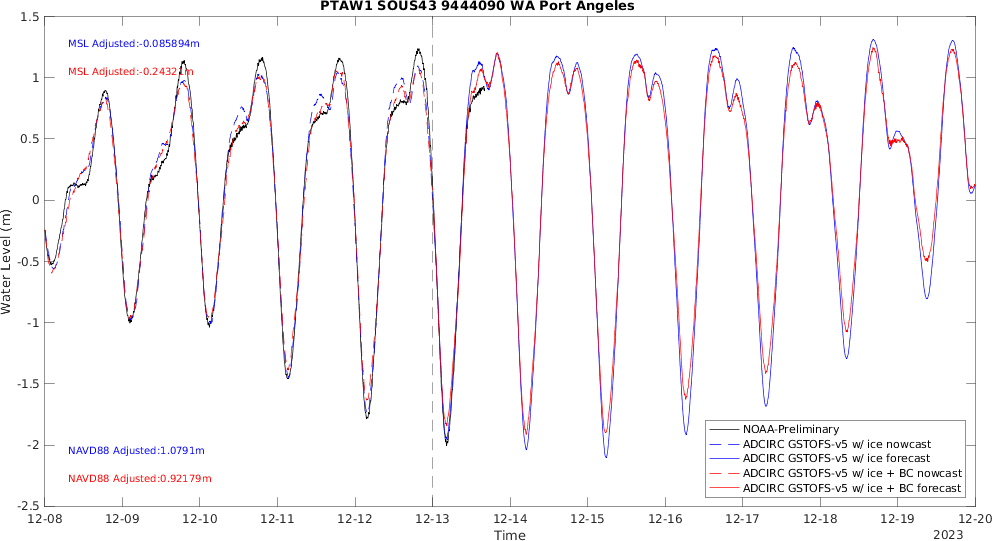 PTAW1 SOUS43 9444090 WA Port Angeles
1.5
1
0.5
0
-0.5
-1
-1.5
-2
-2.5
Water Level (m)
MSL Adjusted:-0.085894m
MSL Adjusted:-0.24321m
NAVD88 Adjusted:1.0791m
NAVD88 Adjusted:0.92179m
NOAA-Preliminary
ADCIRC GSTOFS-v5 w/ ice nowcast
ADCIRC GSTOFS-v5 w/ ice forecast
ADCIRC GSTOFS-v5 w/ ice + BC nowcast
ADCIRC GSTOFS-v5 w/ ice + BC forecast
12-08 12-09 12-10 12-11 12-12 12-13 12-14 12-15 12-16 12-17 12-18 12-19 12-20
Time
2023